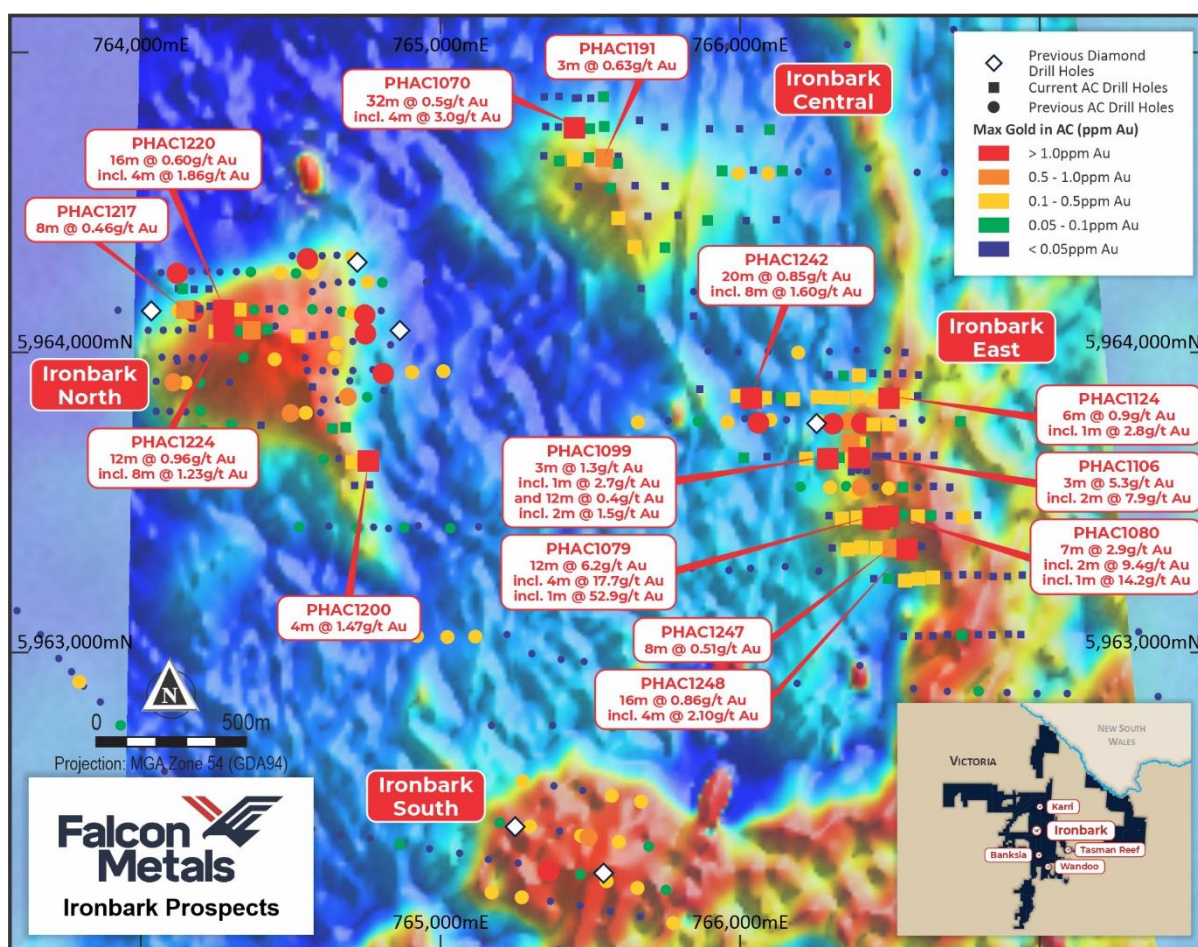 764,000mE
765,000mE
766,000mE
PHAC1191
3m @ 0.63g/t Au
PHAC1070
32m @ 0.5g/t Au
incl. 4m @ 3.0g/t Au
Ironbark
Central
Previous Diamond
Drill Holes
Current AC Drill Holes
Previous AC Drill Holes
Max Gold in AC (ppm Au)
> 1.0ppm Au
0.5 - 1.0ppm Au
0.1 - 0.5ppm Au
0.05 - 0.1ppm Au
< 0.05ppm Au
PHAC1220
16m @ 0.60g/t Au
incl. 4m @ 1.86g/t Au
PHAC1217
8m @ 0.46g/t Au
PHAC1242
20m @ 0.85g/t Au
incl. 8m @ 1.60g/t Au
5,964,000mN
Ironbark
North
Ironbark
East
5,964,000mN
PHAC1224
12m @ 0.96g/t Au
incl. 8m @ 1.23g/t Au
PHAC1099
3m @ 1.3g/t Au
incl. 1m @ 2.7g/t Au
and 12m @ 0.4g/t Au
incl. 2m @ 1.5g/t Au
PHAC1124
6m @ 0.9g/t Au
incl. 1m @ 2.8g/t Au
PHAC1106
3m @ 5.3g/t Au
incl. 2m @ 7.9g/t Au
PHAC1079
12m @ 6.2g/t Au
incl. 4m @ 17.7g/t Au
incl. 1m @ 52.9g/t Au
PHAC1080
7m @ 2.9g/t Au
incl. 2m @ 9.4g/t Au
incl. 1m @ 14.2g/t Au
PHAC1200
4m @ 1.47g/t Au
PHAC1247
8m @ 0.51g/t Au
5,963,000mN
5,963,000mN
PHAC1248
16m @ 0.86g/t Au
incl. 4m @ 2.10g/t Au
N
0 500m
Projection: MGA Zone 54 (GDA94)
Ironbark
South
Falcon
Metals
Ironbark Prospects
NEW SOUTH
WALES
VICTORIA
Karri
Ironbark
Tasman Reef
Banksia
Wandoo
765,000mE
766,000mE